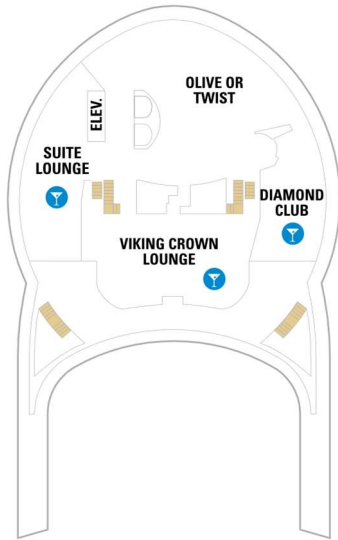 OLIVE OR
TWIST
ELEV.
SUITE
LOUNGE
DIAMOND
CLUB
VIKING CROWN
LOUNGE